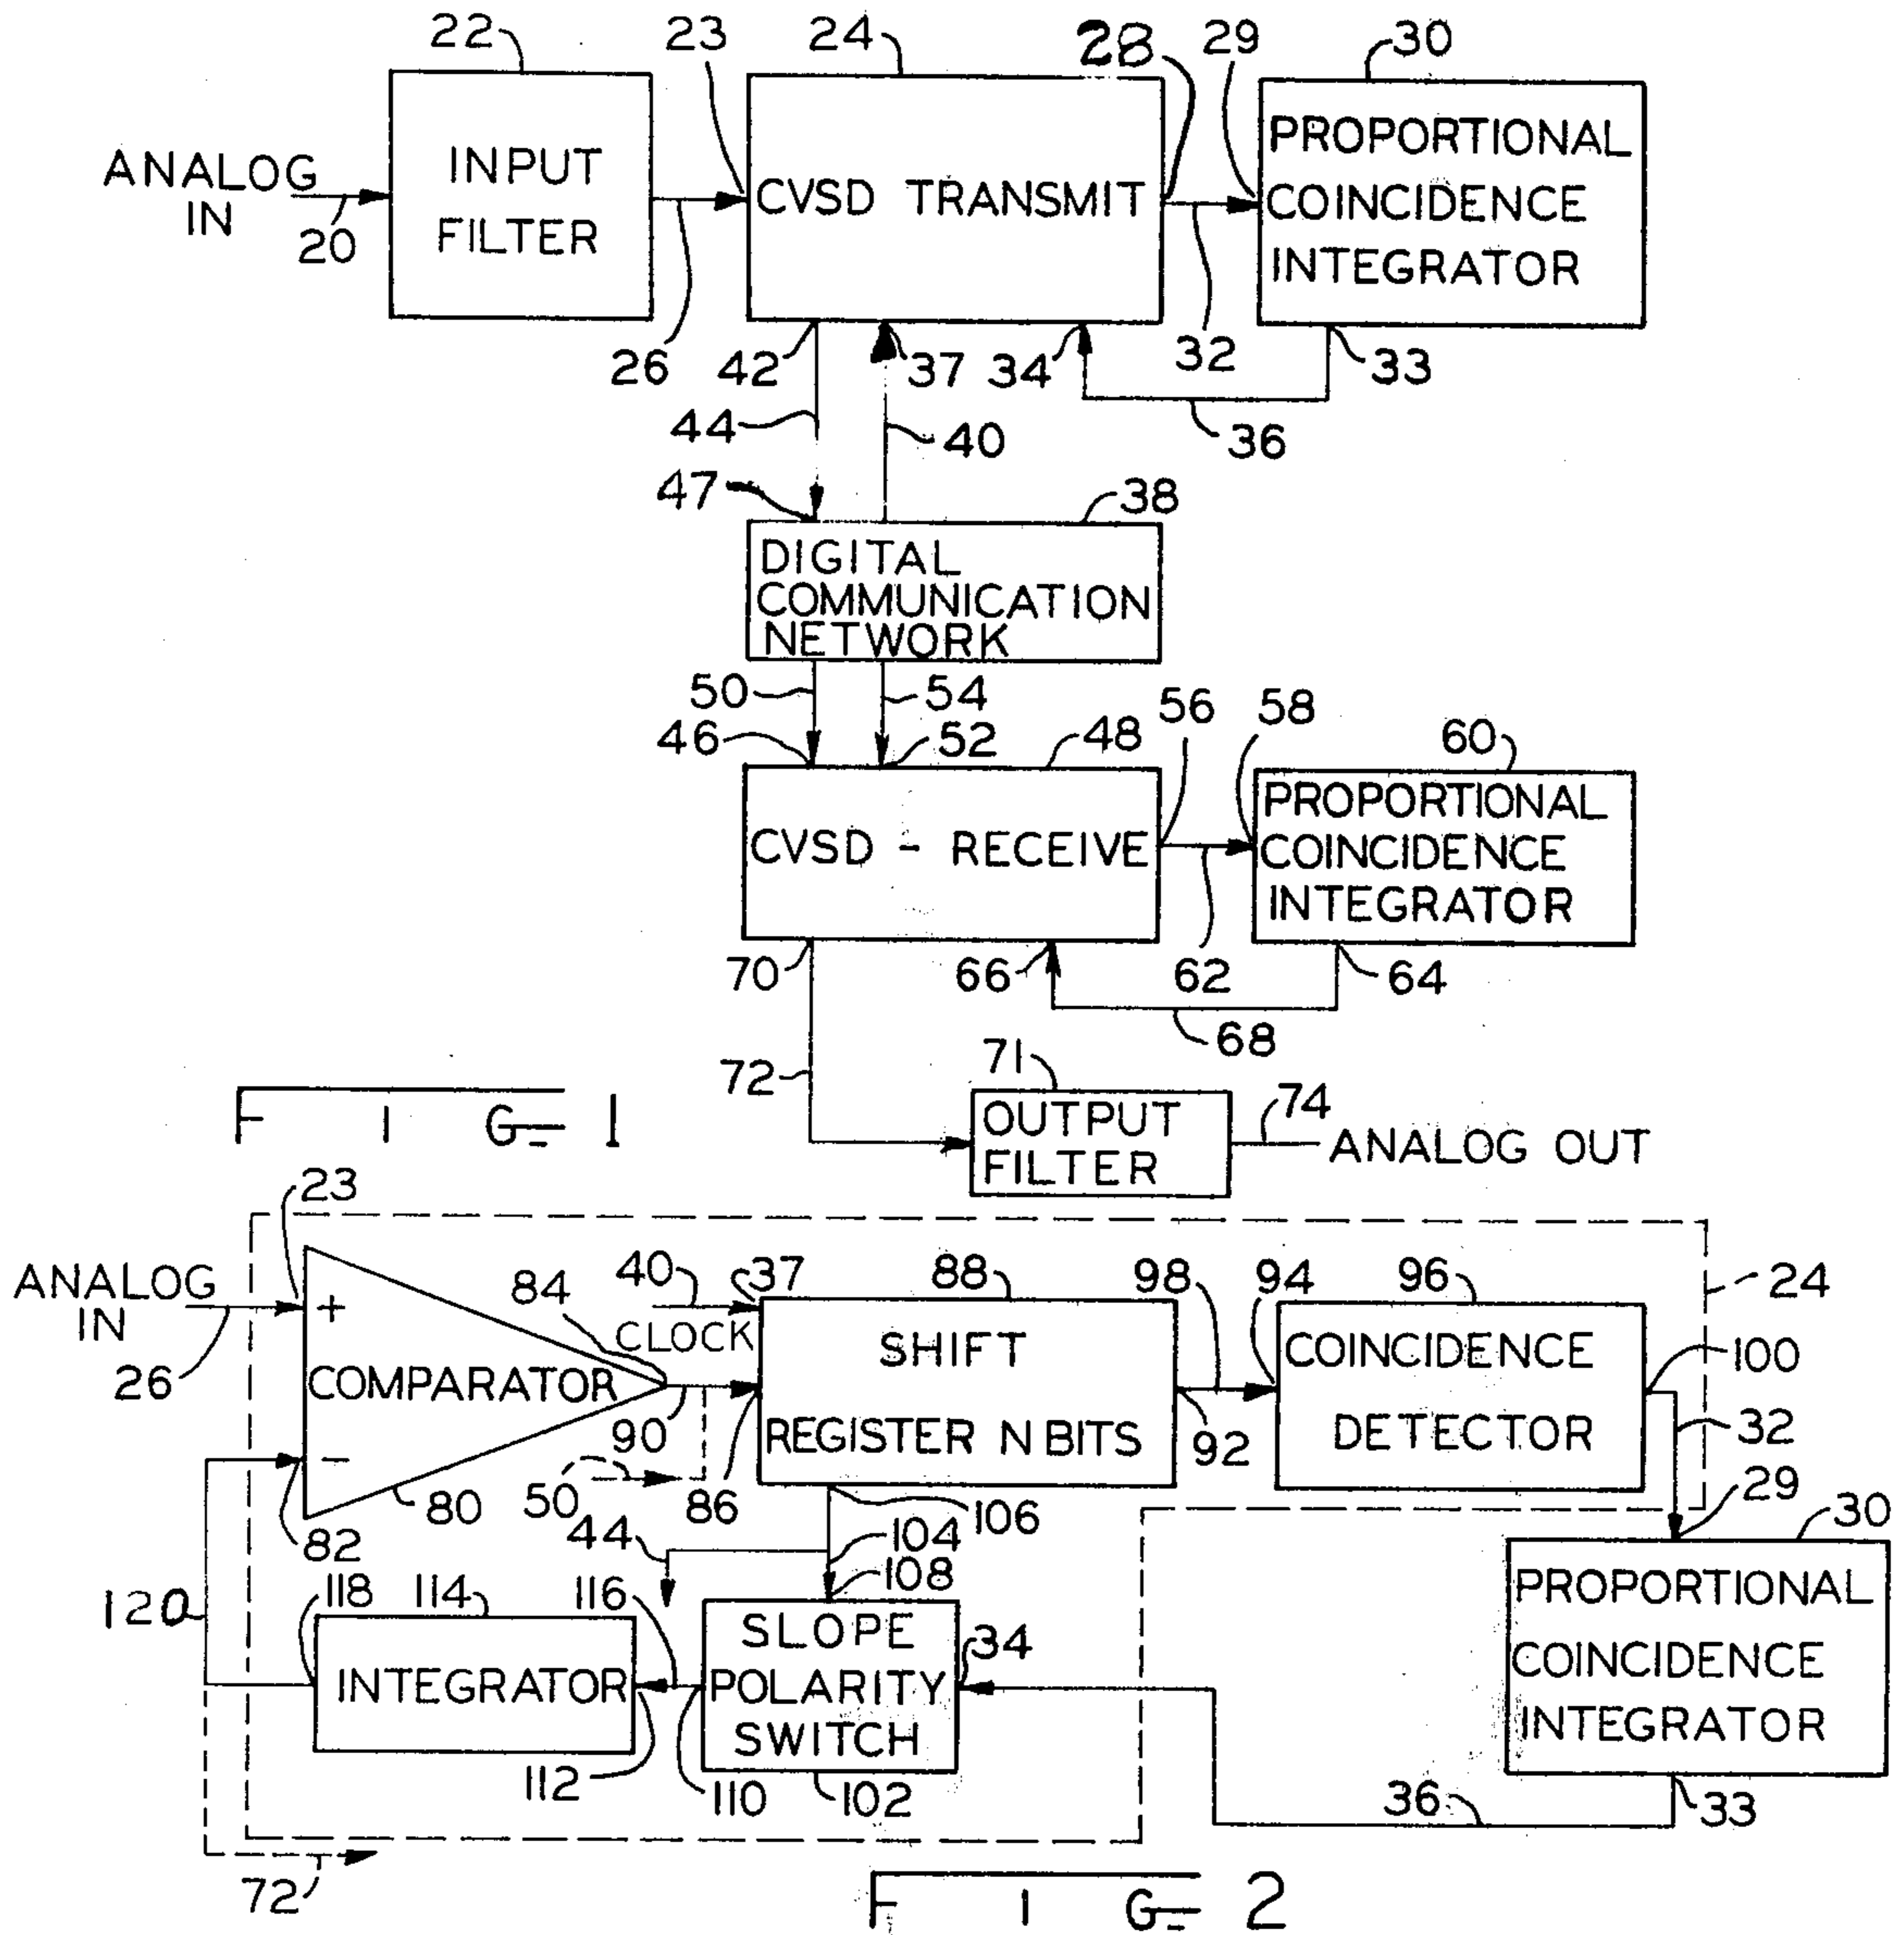 22
23
24
28
29
30
ANALOG
IN
20
INPUT
FILTER
26
CVSD TRANSMIT
32
PROPORTIONAL
COINCIDENCE
INTEGRATOR
42
37
34
33
36
44
40
47
38
DIGITAL
COMMUNICATION
NETWORK
50
54
46
52
48
56
58
60
CVSD - RECEIVE
PROPORTIONAL
COINCIDENCE
INTEGRATOR
70
66
62
64
68
72
71
OUTPUT
FILTER
74
ANALOG OUT
FIG- 1
23
ANALOG
IN
26
+
COMPARATOR
-
82
80
84
40
37
CLOCK
90
50
86
88
SHIFT
REGISTER N BITS
98
92
94
96
COINCIDENCE
DETECTOR
24
100
32
29
30
106
44
104
108
120
118
114
116
INTEGRATOR
112
110
SLOPE
POLARITY
SWITCH
102
34
PROPORTIONAL
COINCIDENCE
INTEGRATOR
36
33
72
FIG- 2